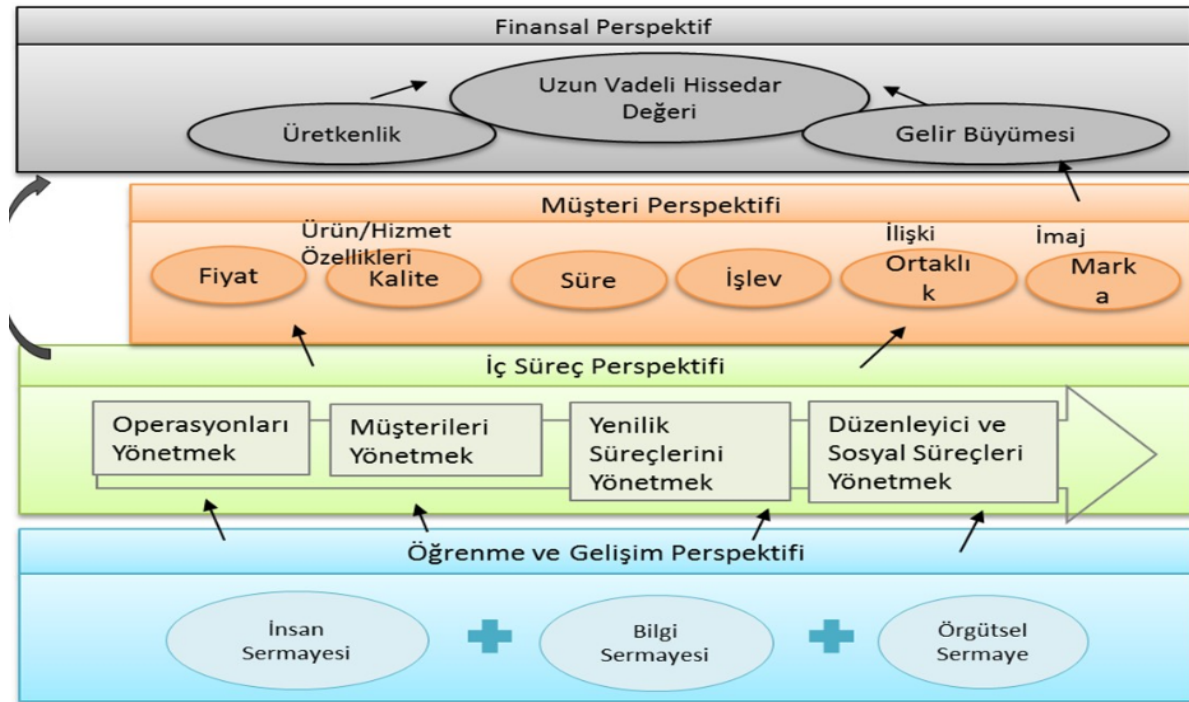 Finansal Perspektif
Uzun Vadeli Hissedar
Değeri
Üretkenlik
Gelir Büyümesi
Müşteri Perspektifi
Ürün/Hizmet
Özellikleri
İlişki
İmaj
Fiyat
Kalite
Süre
İşlev
Ortaklı
k
Mark
a
İç Süreç Perspektifi
Operasyonları
Yönetmek
Müşterileri
Yönetmek
Yenilik
Süreçlerini
Yönetmek
Düzenleyici ve
Sosyal Süreçleri
Yönetmek
Öğrenme ve Gelişim Perspektifi
İnsan
Sermayesi
Bilgi
Sermayesi
Örgütsel
Sermaye